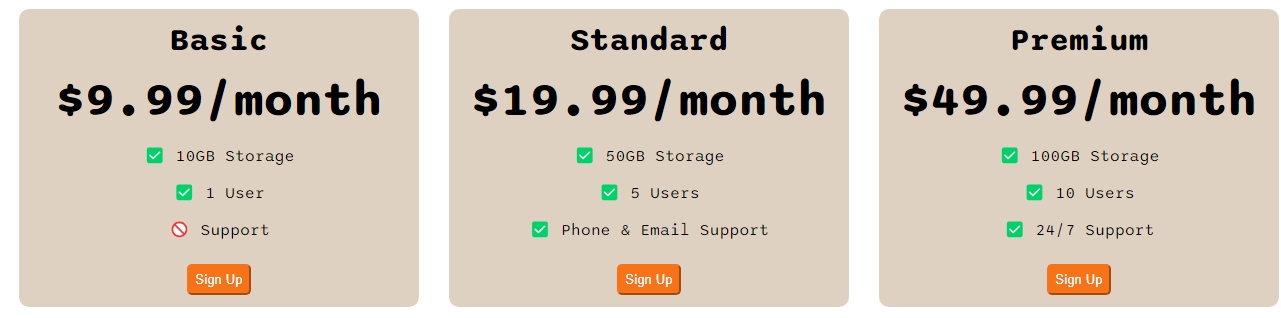 Basic
$9.99/month
✅ 10GB Storage
✅ 1 User
🚫 Support
Sign Up
Standard
$19.99/month
✅ 50GB Storage
✅ 5 Users
✅ Phone & Email Support
Sign Up
Premium
$49.99/month
✅ 100GB Storage
✅ 10 Users
✅ 24/7 Support
Sign Up